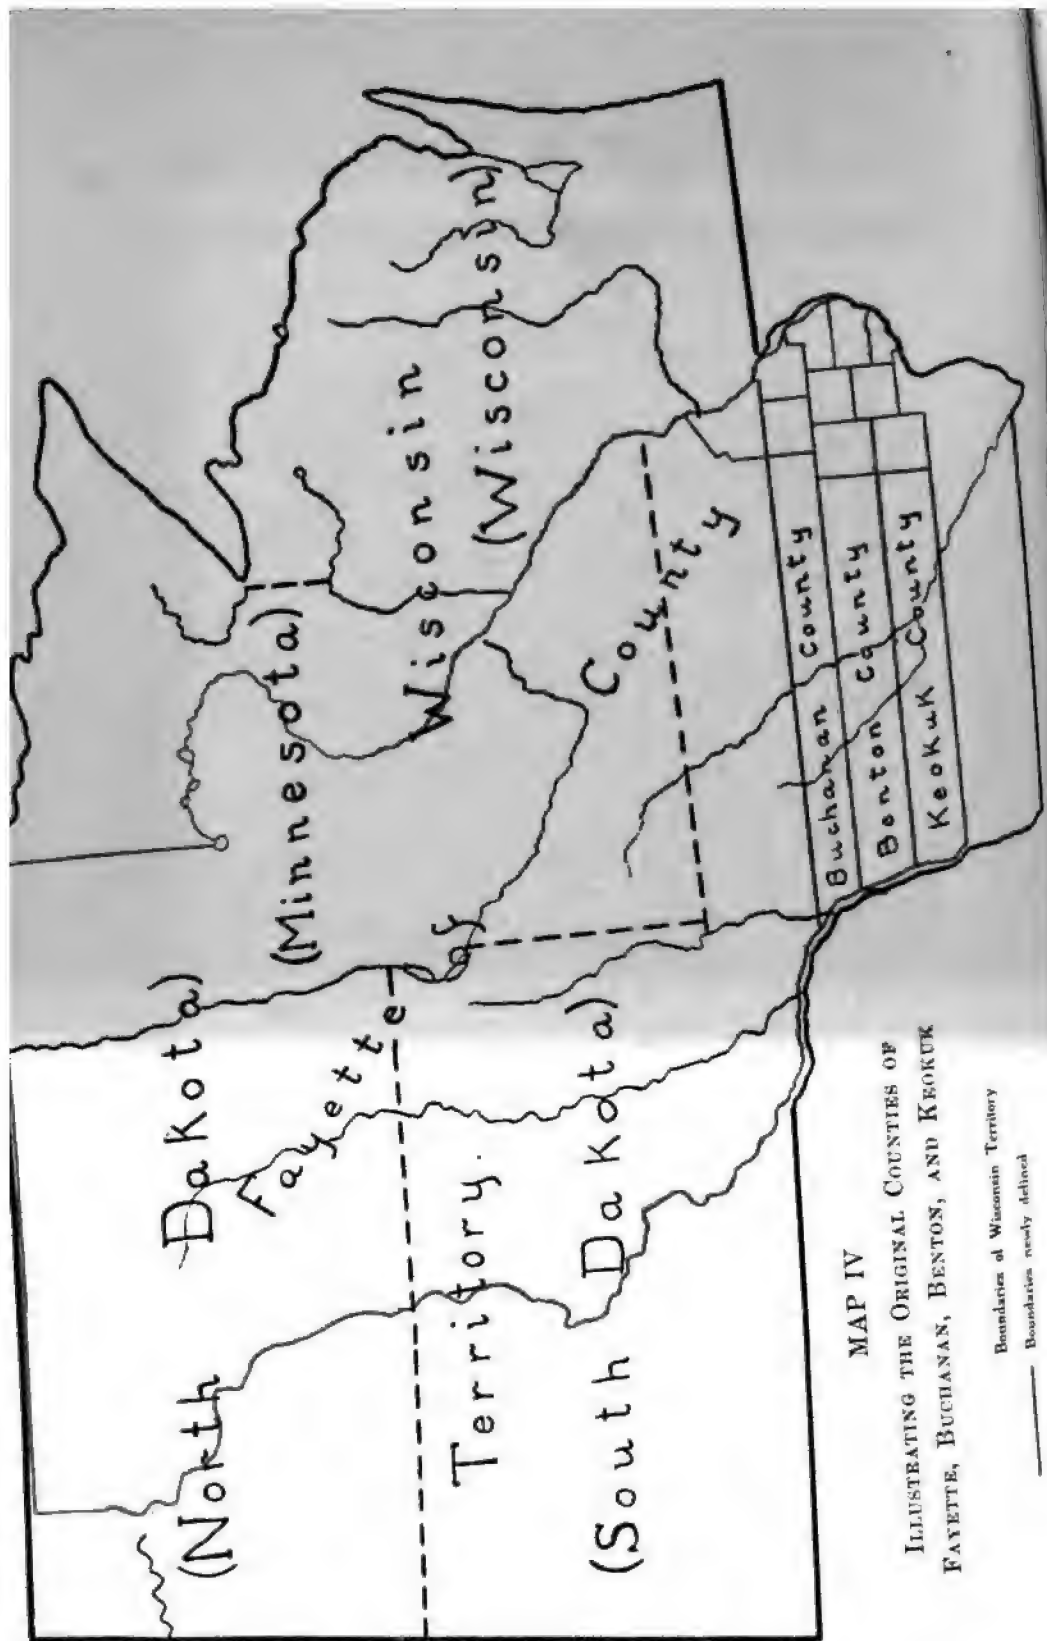 (North Dakota)
(Minnesota)
Fayette County
Wisconsin
Territory.
(Wisconsin)
(South Dakota)
Buchanan County
Benton County
Keokuk County
MAP IV
ILLUSTRATING THE ORIGINAL COUNTIES OF
FAYETTE, BUCHANAN, BENTON, AND KEOKUK
Boundaries of Wisconsin Territory
Boundaries newly defined